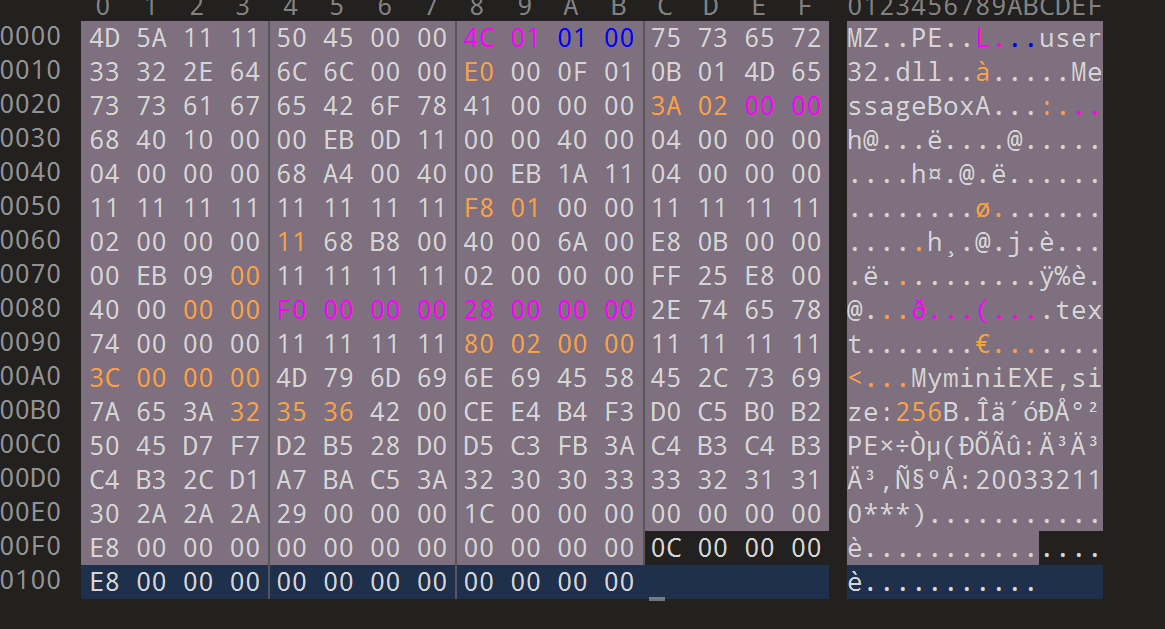 0 1 2 3 4 5 6 7 8 9 A B C D E F 0123456789ABCDEF
0000 4D 5A 11 11 50 45 00 00 4C 01 01 00 75 73 65 72 MZ..PE..L...user
0010 33 32 2E 64 6C 6C 00 00 E0 00 0F 01 0B 01 4D 65 32.dll..à.....Me
0020 73 73 61 67 65 42 6F 78 41 00 00 00 3A 02 00 00 ssageBoxA...:...
0030 68 40 10 00 00 EB 0D 11 00 00 40 00 04 00 00 00 h@...ë....@.....
0040 04 00 00 00 68 A4 00 40 00 EB 1A 11 04 00 00 00 ....h¤.@.ë......
0050 11 11 11 11 11 11 11 11 F8 01 00 00 11 11 11 11 ........ø.......
0060 02 00 00 00 11 68 B8 00 40 00 6A 00 E8 0B 00 00 .....h¸.@.j.è...
0070 00 EB 09 00 11 11 11 11 02 00 00 00 FF 25 E8 00 .ë..........ÿ%è.
0080 40 00 00 00 F0 00 00 00 28 00 00 00 2E 74 65 78 @...ð...(....tex
0090 74 00 00 00 11 11 11 11 80 02 00 00 11 11 11 11 t.......€.......
00A0 3C 00 00 00 4D 79 6D 69 6E 69 45 58 45 2C 73 69 <...MyminiEXE,si
00B0 7A 65 3A 32 35 36 42 00 CE E4 B4 F3 D0 C5 B0 B2 ze:256B.Îä´óÐÅ°²
00C0 50 45 D7 F7 D2 B5 28 D0 D5 C3 FB 3A C4 B3 C4 B3 PE×÷Òµ(ÐÕÃû:Ä³Ä³
00D0 C4 B3 2C D1 A7 BA C5 3A 32 30 30 33 33 32 31 31 Ä³,Ñ§ºÅ:20033211
00E0 30 2A 2A 2A 29 00 00 00 1C 00 00 00 00 00 00 00 0***)...........
00F0 E8 00 00 00 00 00 00 00 00 00 00 00 0C 00 00 00 è...............
0100 E8 00 00 00 00 00 00 00 00 00 00 00 è...........